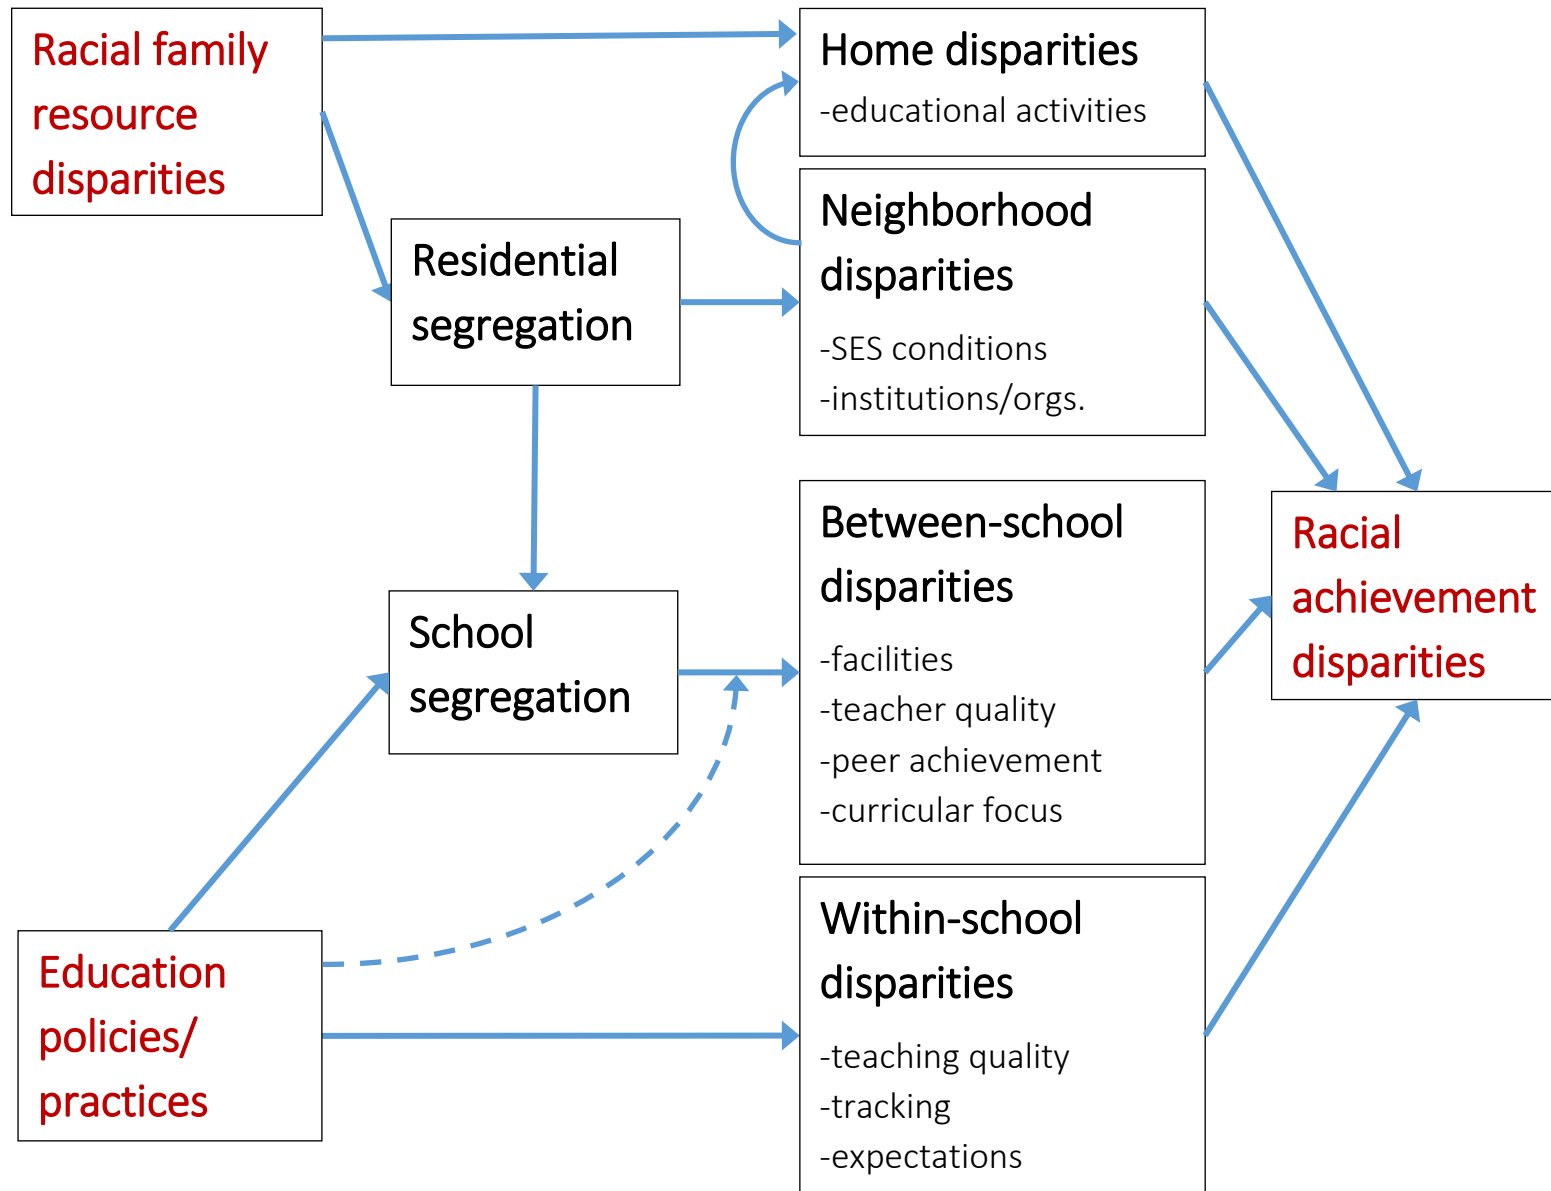 Racial family
resource
disparities
Home disparities
-educational activities
Residential
segregation
Neighborhood
disparities
-SES conditions
-institutions/orgs.
School
segregation
Between-school
disparities
-facilities
-teacher quality
-peer achievement
-curricular focus
Racial
achievement
disparities
Education
policies/
practices
Within-school
disparities
-teaching quality
-tracking
-expectations